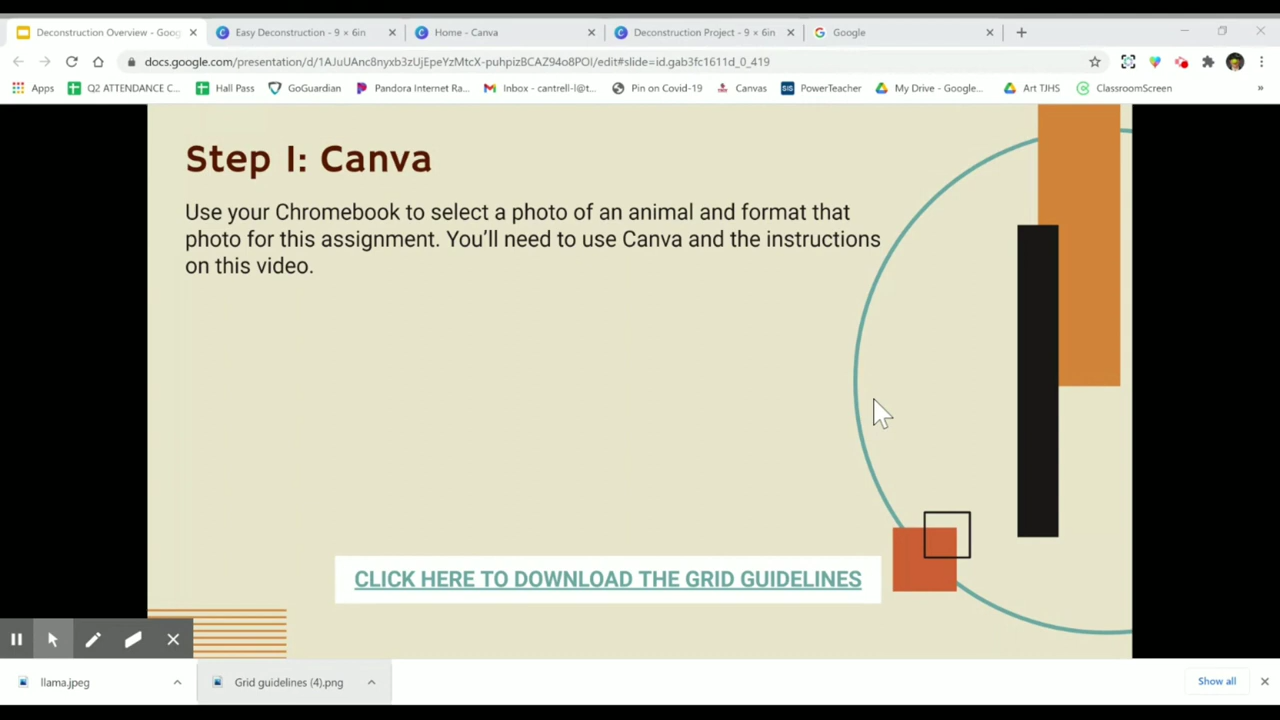 Deconstruction Overview - Goog
Easy Deconstruction - 9 × 6in
Home - Canva
Deconstruction Project - 9 × 6in
Google
docs.google.com/presentation/d/1AJuUAnc8nyxb3zUjEpeYzMtcX-puhpizBCAZ94o8POI/edit#slide=id.gab3fc1611d_0_419
Apps
Q2 ATTENDANCE C...
Hall Pass
GoGuardian
Pandora Internet Ra...
Inbox - cantrell-l@t...
Pin on Covid-19
Canvas
SIS
PowerTeacher
My Drive - Google...
Art TJHS
ClassroomScreen
»
Step 1: Canva
Use your Chromebook to select a photo of an animal and format that
photo for this assignment. You'll need to use Canva and the instructions
on this video.
CLICK HERE TO DOWNLOAD THE GRID GUIDELINES
llama.jpeg
Grid guidelines (4).png
Show all